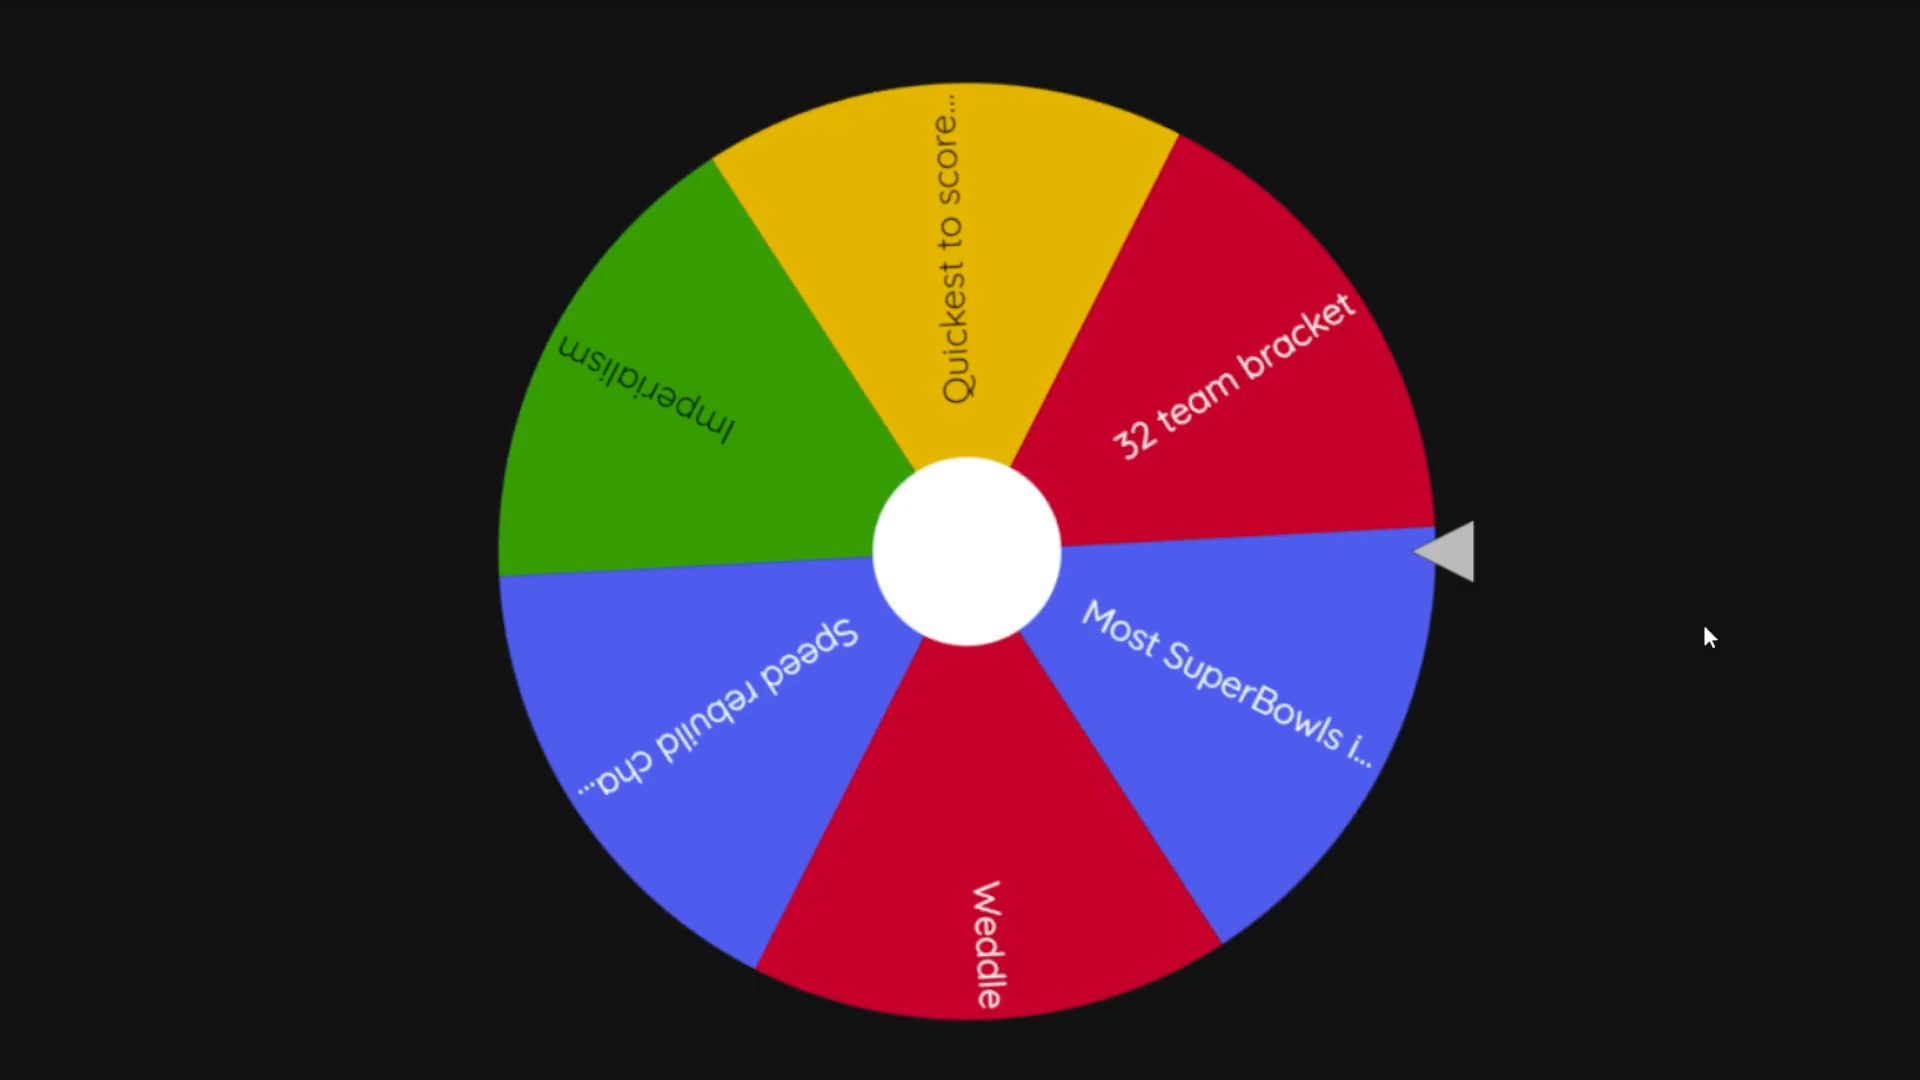 Quickest to score...
32 team bracket
Imperialism
Most SuperBowls i...
Speed rebuild cha...
Weddle